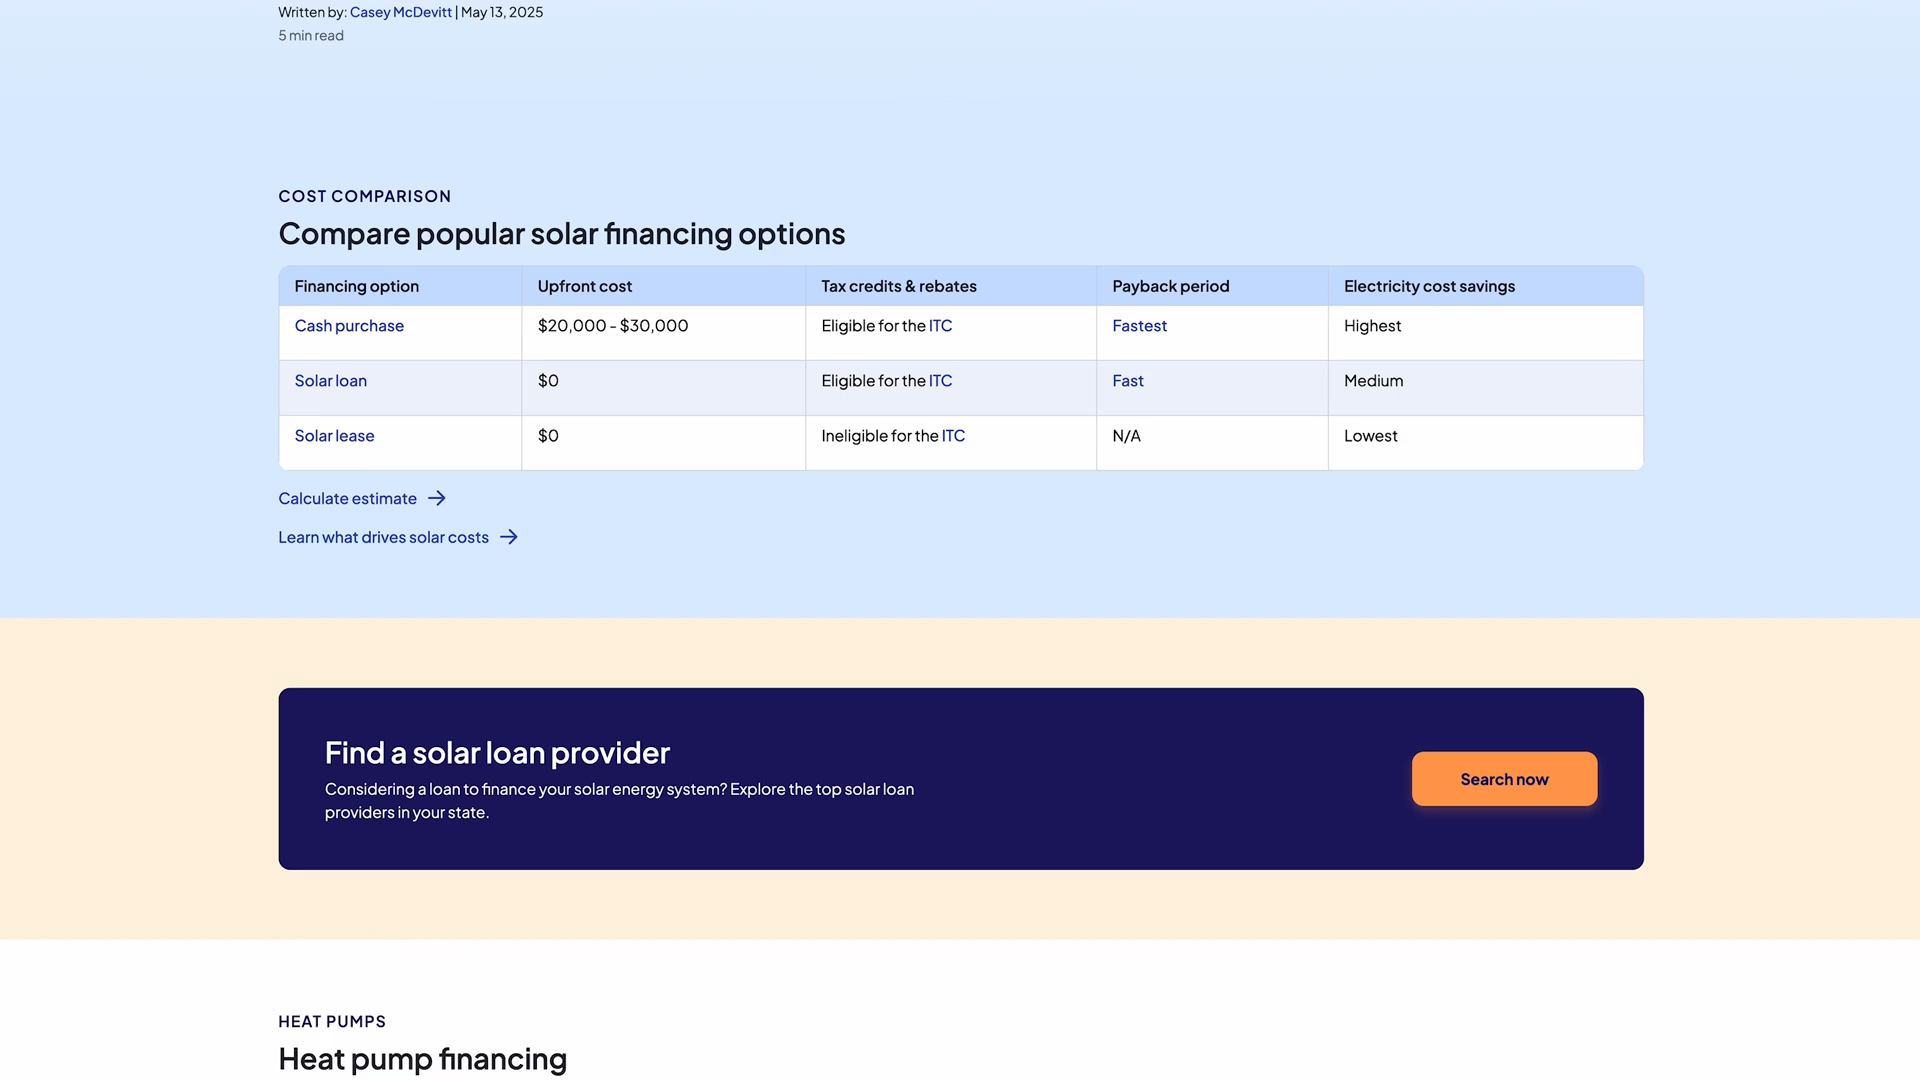 Written by: Casey McDevitt | May 13, 2025
5 min read
COST COMPARISON
Compare popular solar financing options
Financing option Upfront cost Tax credits & rebates Payback period Electricity cost savings
Cash purchase $20,000 - $30,000 Eligible for the ITC Fastest Highest
Solar loan $0 Eligible for the ITC Fast Medium
Solar lease $0 Ineligible for the ITC N/A Lowest
Calculate estimate
Learn what drives solar costs
Find a solar loan provider
Considering a loan to finance your solar energy system? Explore the top solar loan
providers in your state.
Search now
HEAT PUMPS
Heat pump financing